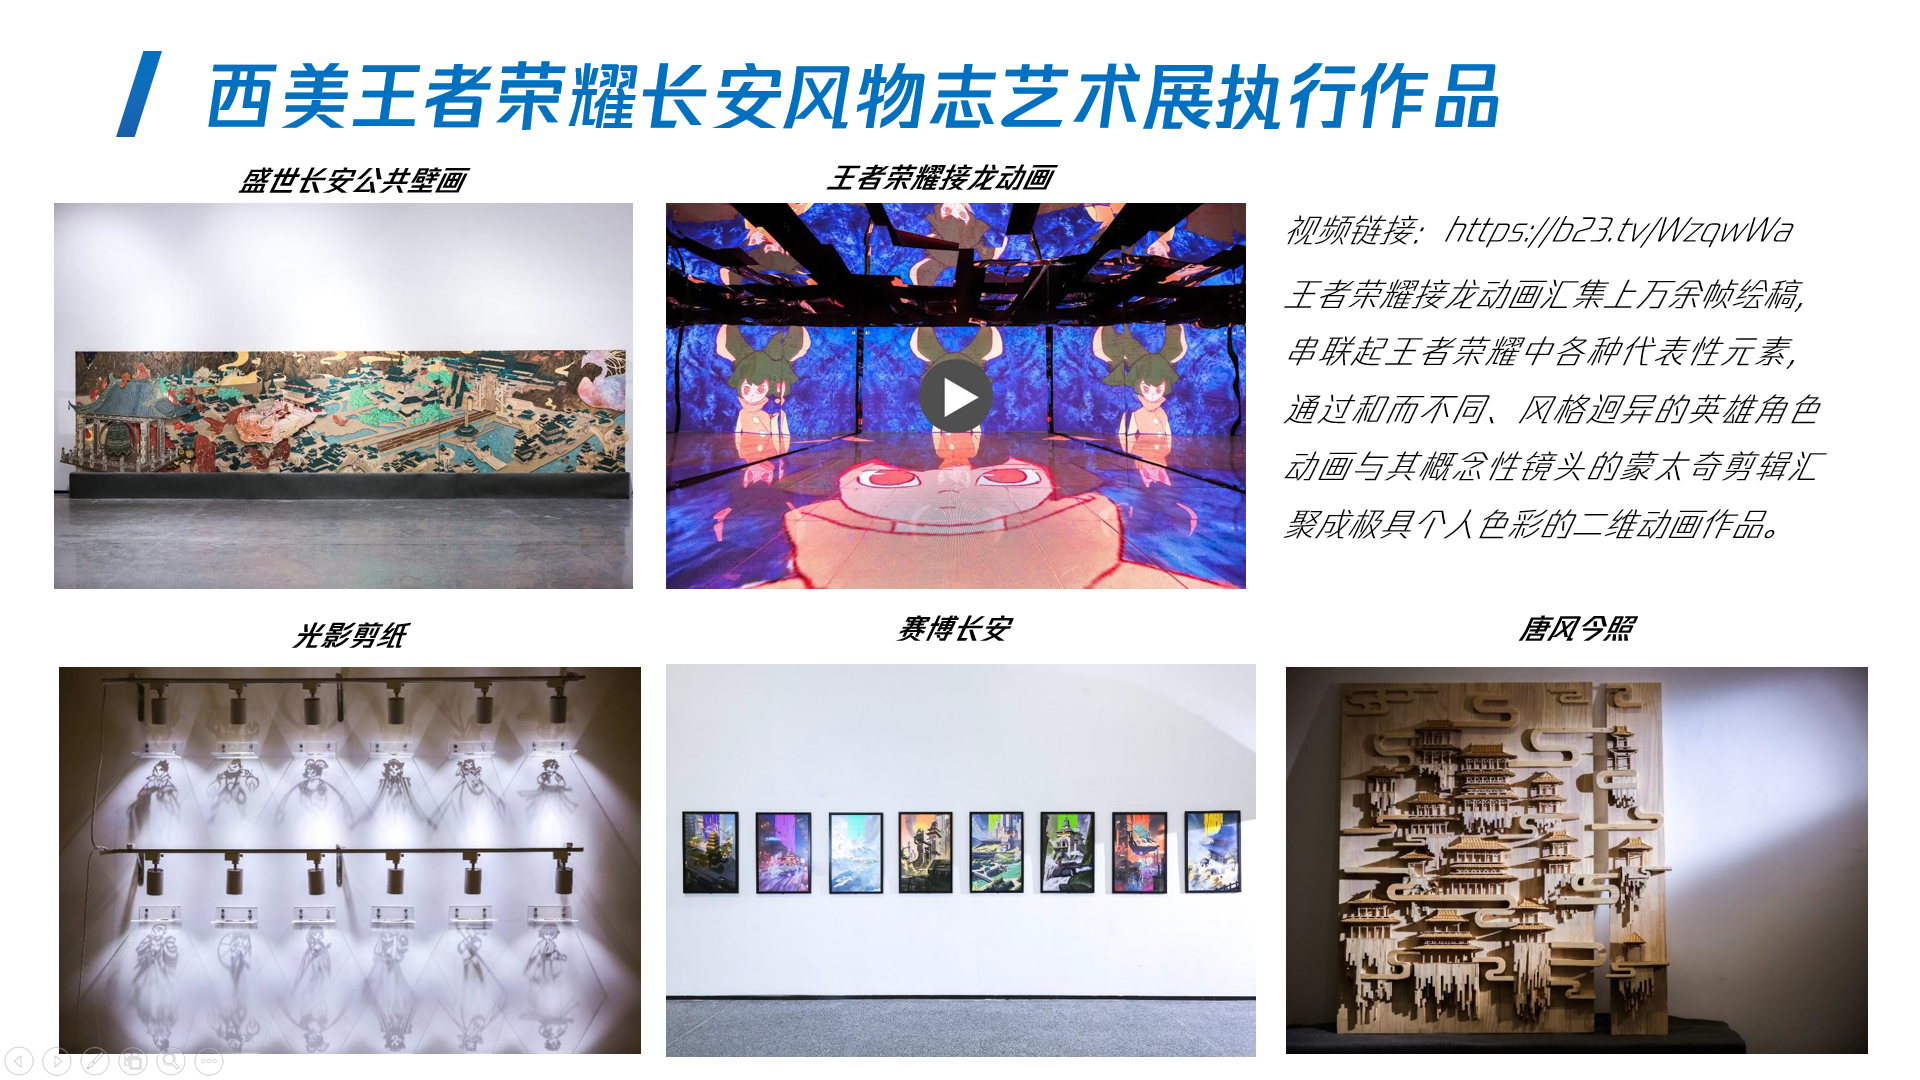 西美王者荣耀长安风物志艺术展执行作品
盛世长安公共壁画
王者荣耀接龙动画
视频链接：https://b23.tv/WzqwWa
王者荣耀接龙动画汇集上万余帧绘稿，
串联起王者荣耀中各种代表性元素，
通过和而不同、风格迥异的英雄角色
动画与其概念性镜头的蒙太奇剪辑汇
聚成极具个人色彩的二维动画作品。
光影剪纸
赛博长安
唐风今照